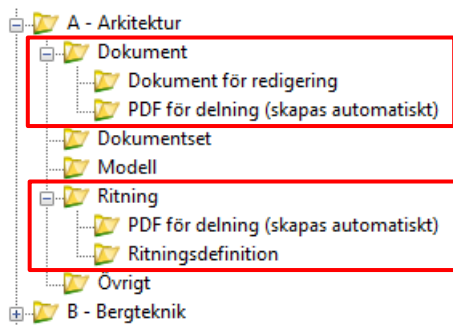 A - Arkitektur
Dokument
Dokument för redigering
PDF för delning (skapas automatiskt)
Dokumentset
Modell
Ritning
PDF för delning (skapas automatiskt)
Ritningsdefinition
Övrigt
B - Bergteknik